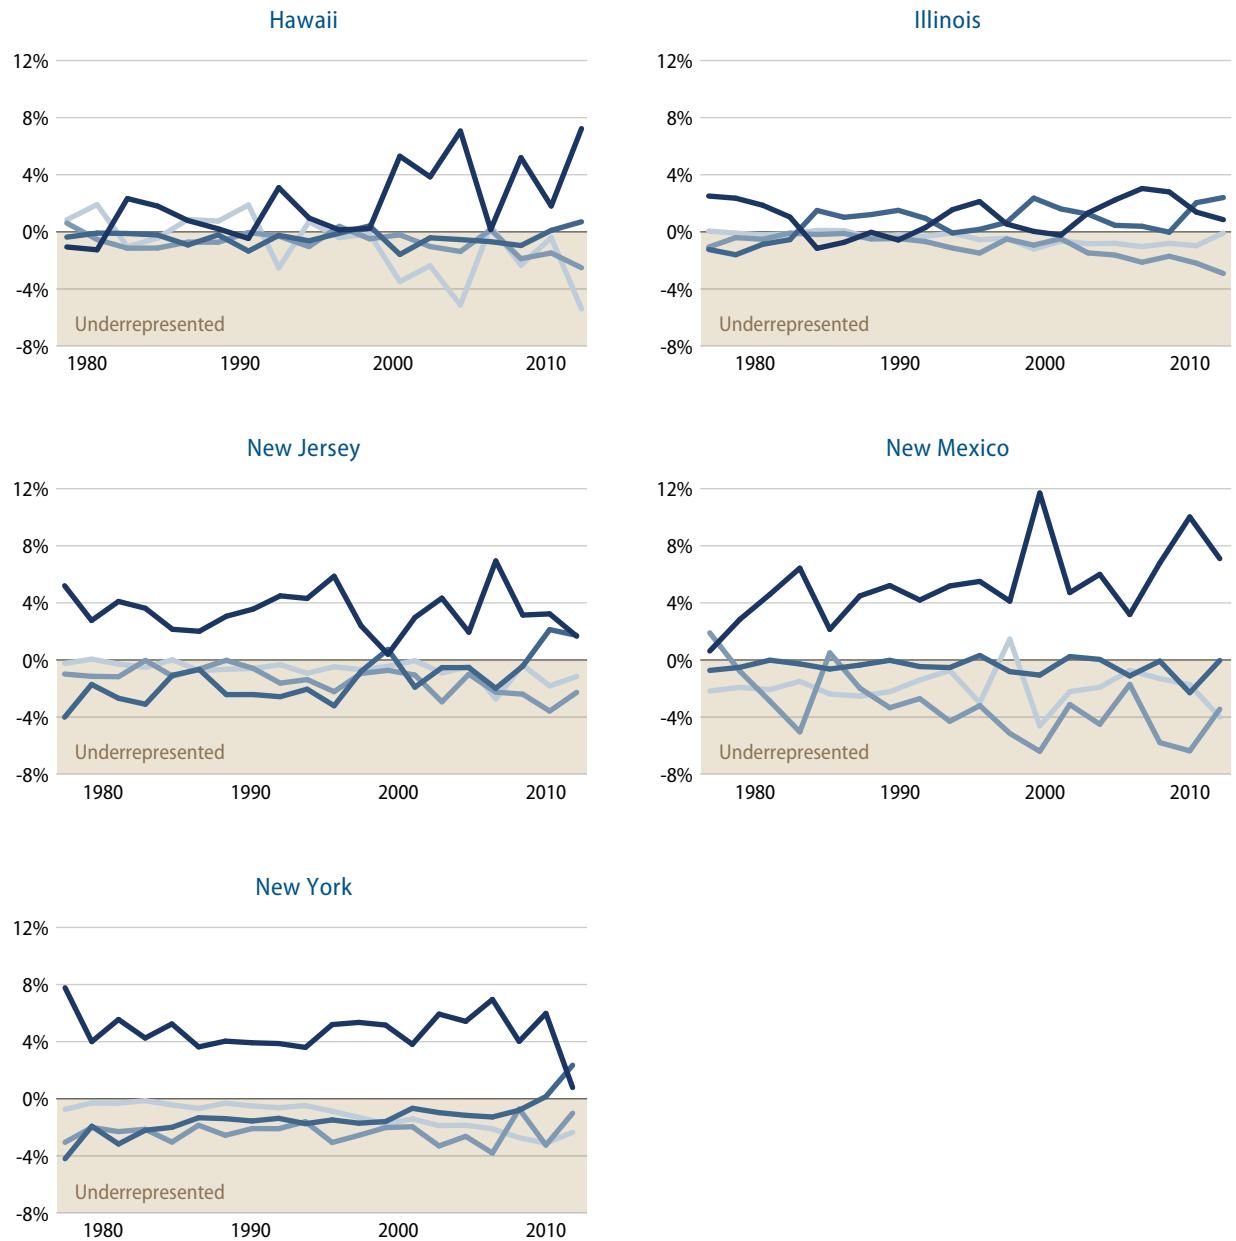 Hawaii
12%
8%
4%
0%
-4%
Underrepresented
-8%
1980 1990 2000 2010
Illinois
12%
8%
4%
0%
-4%
Underrepresented
-8%
1980 1990 2000 2010
New Jersey
12%
8%
4%
0%
-4%
Underrepresented
-8%
1980 1990 2000 2010
New Mexico
12%
8%
4%
0%
-4%
Underrepresented
-8%
1980 1990 2000 2010
New York
12%
8%
4%
0%
-4%
Underrepresented
-8%
1980 1990 2000 2010